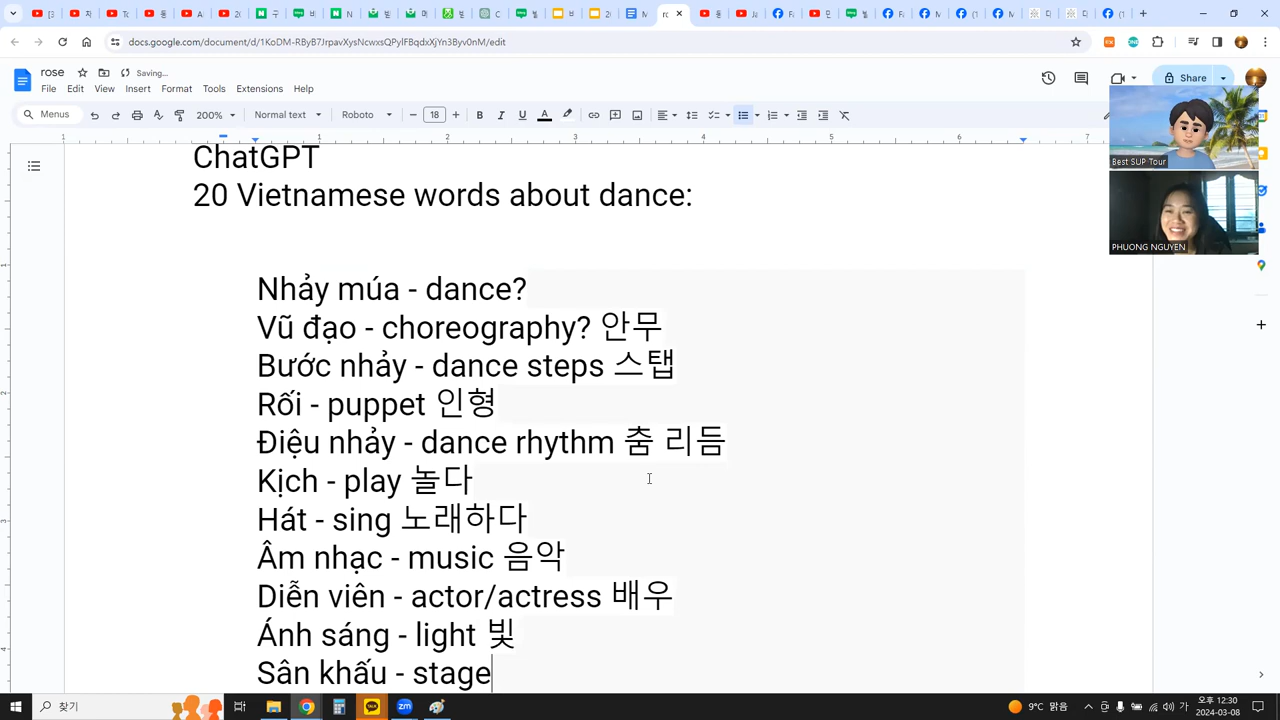 docs.google.com/document/d/1KoDM-RByB7JrpavXysNcwxsQPylFBqdxXjYn3Byv0nM/edit
rose
Saving...
File Edit View Insert Format Tools Extensions Help
Share
Menus
200%
Normal text
Roboto
18
Best SUP Tour
PHUONG NGUYEN
ChatGPT
20 Vietnamese words about dance:
Nhảy múa - dance?
Vũ đạo - choreography? 안무
Bước nhảy - dance steps 스탭
Rối - puppet 인형
Điệu nhảy - dance rhythm 춤 리듬
Kịch - play 놀다
Hát - sing 노래하다
Âm nhạc - music 음악
Diễn viên - actor/actress 배우
Ánh sáng - light 빛
Sân khấu - stage
찾기
9°C 맑음
가
오후 12:30
2024-03-08